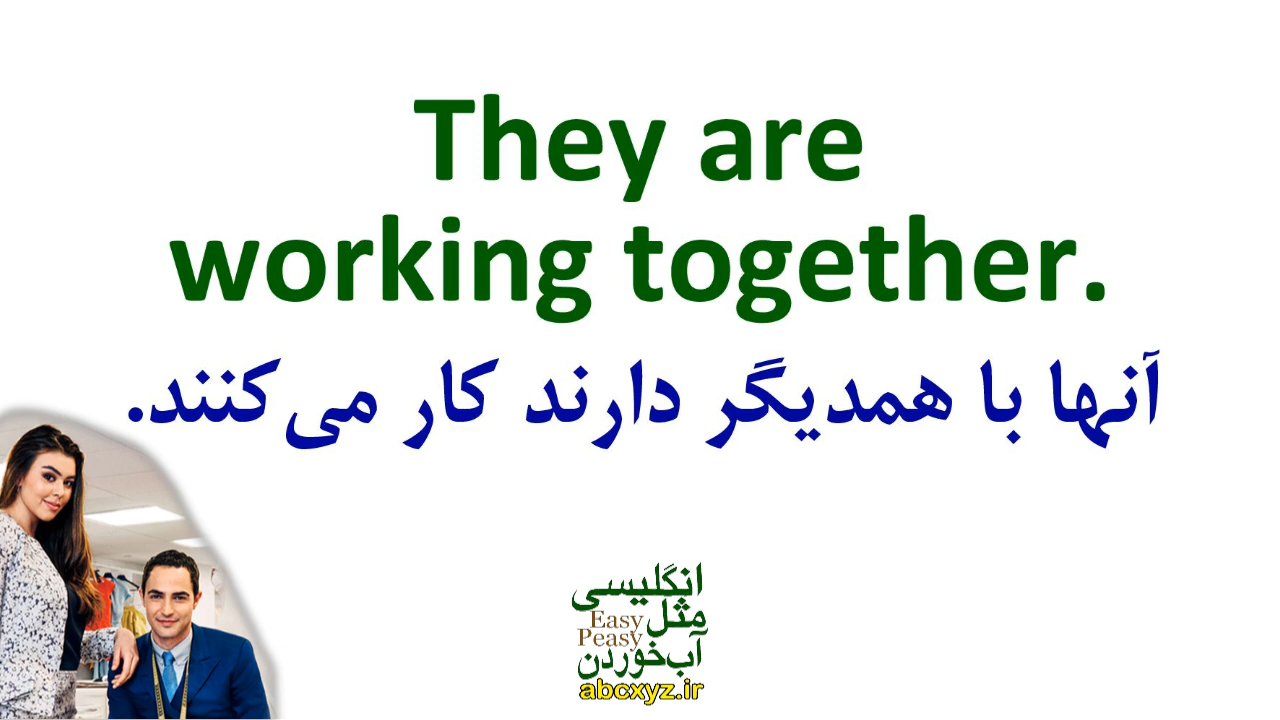 They are
working together.
آنها با همدیگر دارند کار می‌کنند.
انگلیسی
مثل
Easy
Peasy
آب‌خوردن
abcxyz.ir